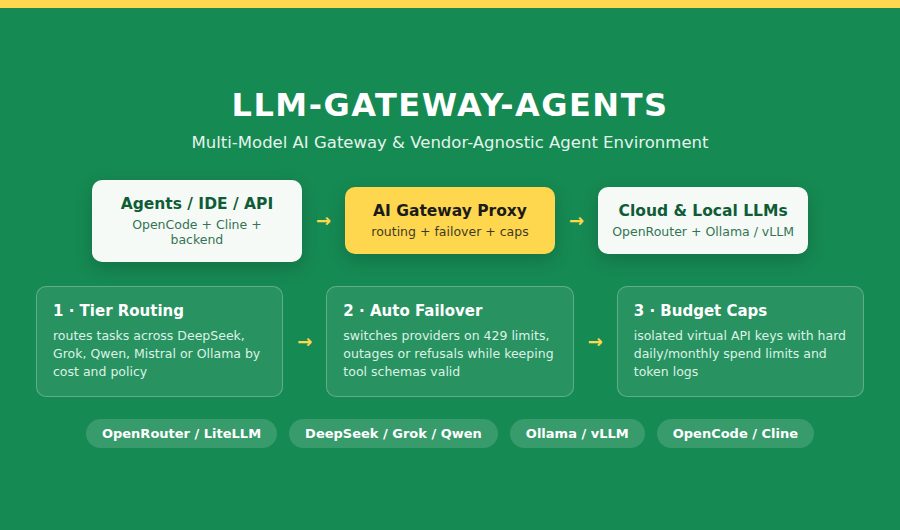 LLM-GATEWAY-AGENTS
Multi-Model AI Gateway & Vendor-Agnostic Agent Environment
Agents / IDE / API
OpenCode + Cline +
backend
→
AI Gateway Proxy
routing + failover + caps
→
Cloud & Local LLMs
OpenRouter + Ollama / vLLM
1 · Tier Routing
routes tasks across DeepSeek,
Grok, Qwen, Mistral or Ollama by
cost and policy
→
2 · Auto Failover
switches providers on 429 limits,
outages or refusals while keeping
tool schemas valid
→
3 · Budget Caps
isolated virtual API keys with hard
daily/monthly spend limits and
token logs
OpenRouter / LiteLLM
DeepSeek / Grok / Qwen
Ollama / vLLM
OpenCode / Cline